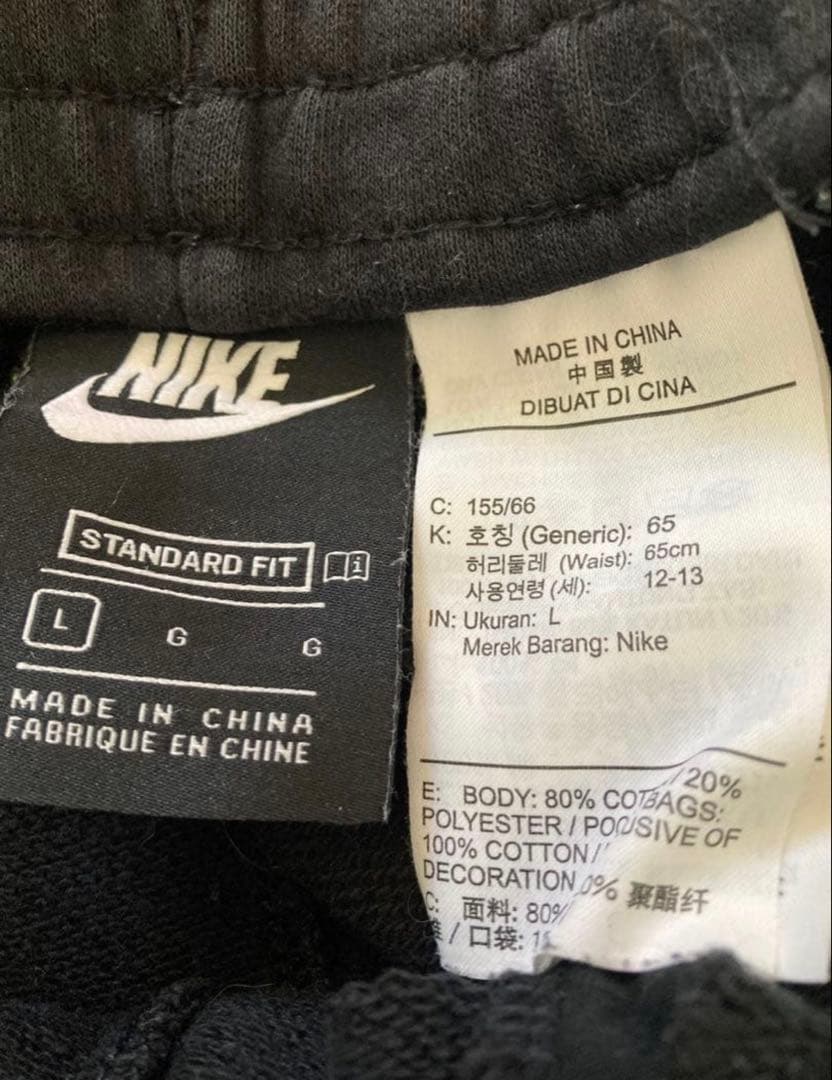 NIKE
STANDARD FIT
L G G
MADE IN CHINA
FABRIQUE EN CHINE
MADE IN CHINA
中国製
DIBUAT DI CINA
C: 155/66
K: 호칭 (Generic): 65
허리둘레 (Waist): 65cm
사용연령 (세): 12-13
IN: Ukuran: L
Merek Barang: Nike
E: BODY: 80% / 20%
POLYESTER / BAGS:
100% COTTON / SIVE OF
DECORATION
C: 面料: 80% 0% 聚酯纤
/ 口袋: